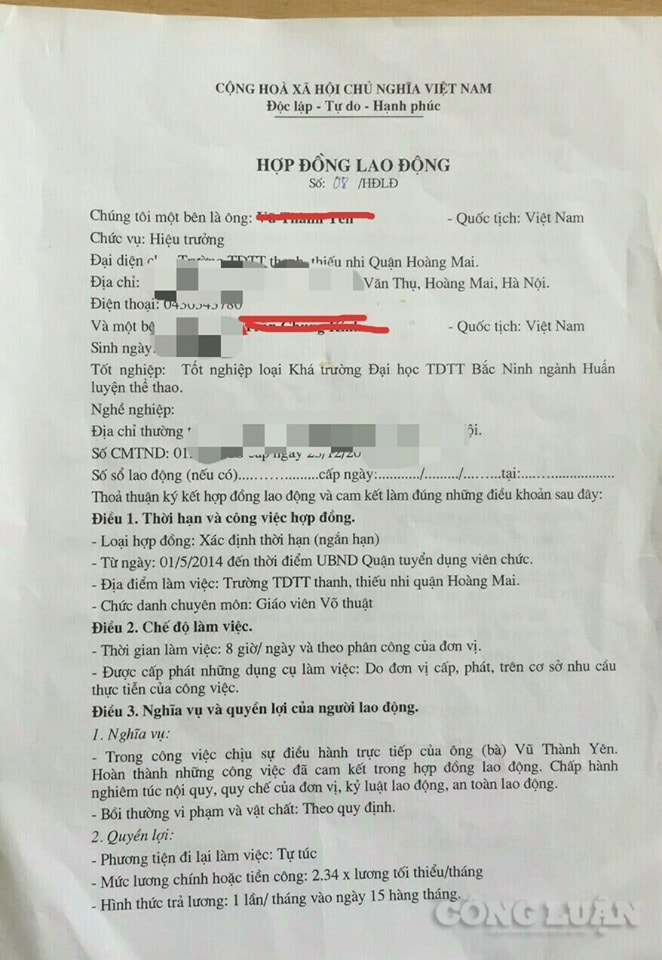 CỘNG HOÀ XÃ HỘI CHỦ NGHĨA VIỆT NAM
Độc lập - Tự do - Hạnh phúc
HỢP ĐỒNG LAO ĐỘNG
Số: 08 /HĐLĐ
Chúng tôi một bên là ông: - Quốc tịch: Việt Nam
Chức vụ: Hiệu trưởng
Đại diện Trường TDTT thanh, thiếu nhi Quận Hoàng Mai.
Địa chỉ: Văn Thụ, Hoàng Mai, Hà Nội.
Điện thoại:
Và một - Quốc tịch: Việt Nam
Sinh ngày
Tốt nghiệp: Tốt nghiệp loại Khá trường Đại học TDTT Bắc Ninh ngành Huấn
luyện thể thao.
Nghề nghiệp:
Địa chỉ thường
Số CMTND: cấp ngày
Số sổ lao động (nếu có)................cấp ngày:........../........./..........tại:......................
Thoả thuận ký kết hợp đồng lao động và cam kết làm đúng những điều khoản sau đây:
Điều 1. Thời hạn và công việc hợp đồng.
- Loại hợp đồng: Xác định thời hạn (ngắn hạn)
- Từ ngày: 01/5/2014 đến thời điểm UBND Quận tuyển dụng viên chức.
- Địa điểm làm việc: Trường TDTT thanh, thiếu nhi quận Hoàng Mai.
- Chức danh chuyên môn: Giáo viên Võ thuật
Điều 2. Chế độ làm việc.
- Thời gian làm việc: 8 giờ/ ngày và theo phân công của đơn vị.
- Được cấp phát những dụng cụ làm việc: Do đơn vị cấp, phát, trên cơ sở nhu cầu
thực tiễn của công việc.
Điều 3. Nghĩa vụ và quyền lợi của người lao động.
1. Nghĩa vụ:
- Trong công việc chịu sự điều hành trực tiếp của ông (bà) Vũ Thành Yên.
Hoàn thành những công việc đã cam kết trong hợp đồng lao động. Chấp hành
nghiêm túc nội quy, quy chế của đơn vị, kỷ luật lao động, an toàn lao động.
- Bồi thường vi phạm và vật chất: Theo quy định.
2. Quyền lợi:
- Phương tiện đi lại làm việc: Tự túc
- Mức lương chính hoặc tiền công: 2.34 x lương tối thiểu/tháng
- Hình thức trả lương: 1 lần/ tháng vào ngày 15 hàng tháng.
CÔNG LUẬN